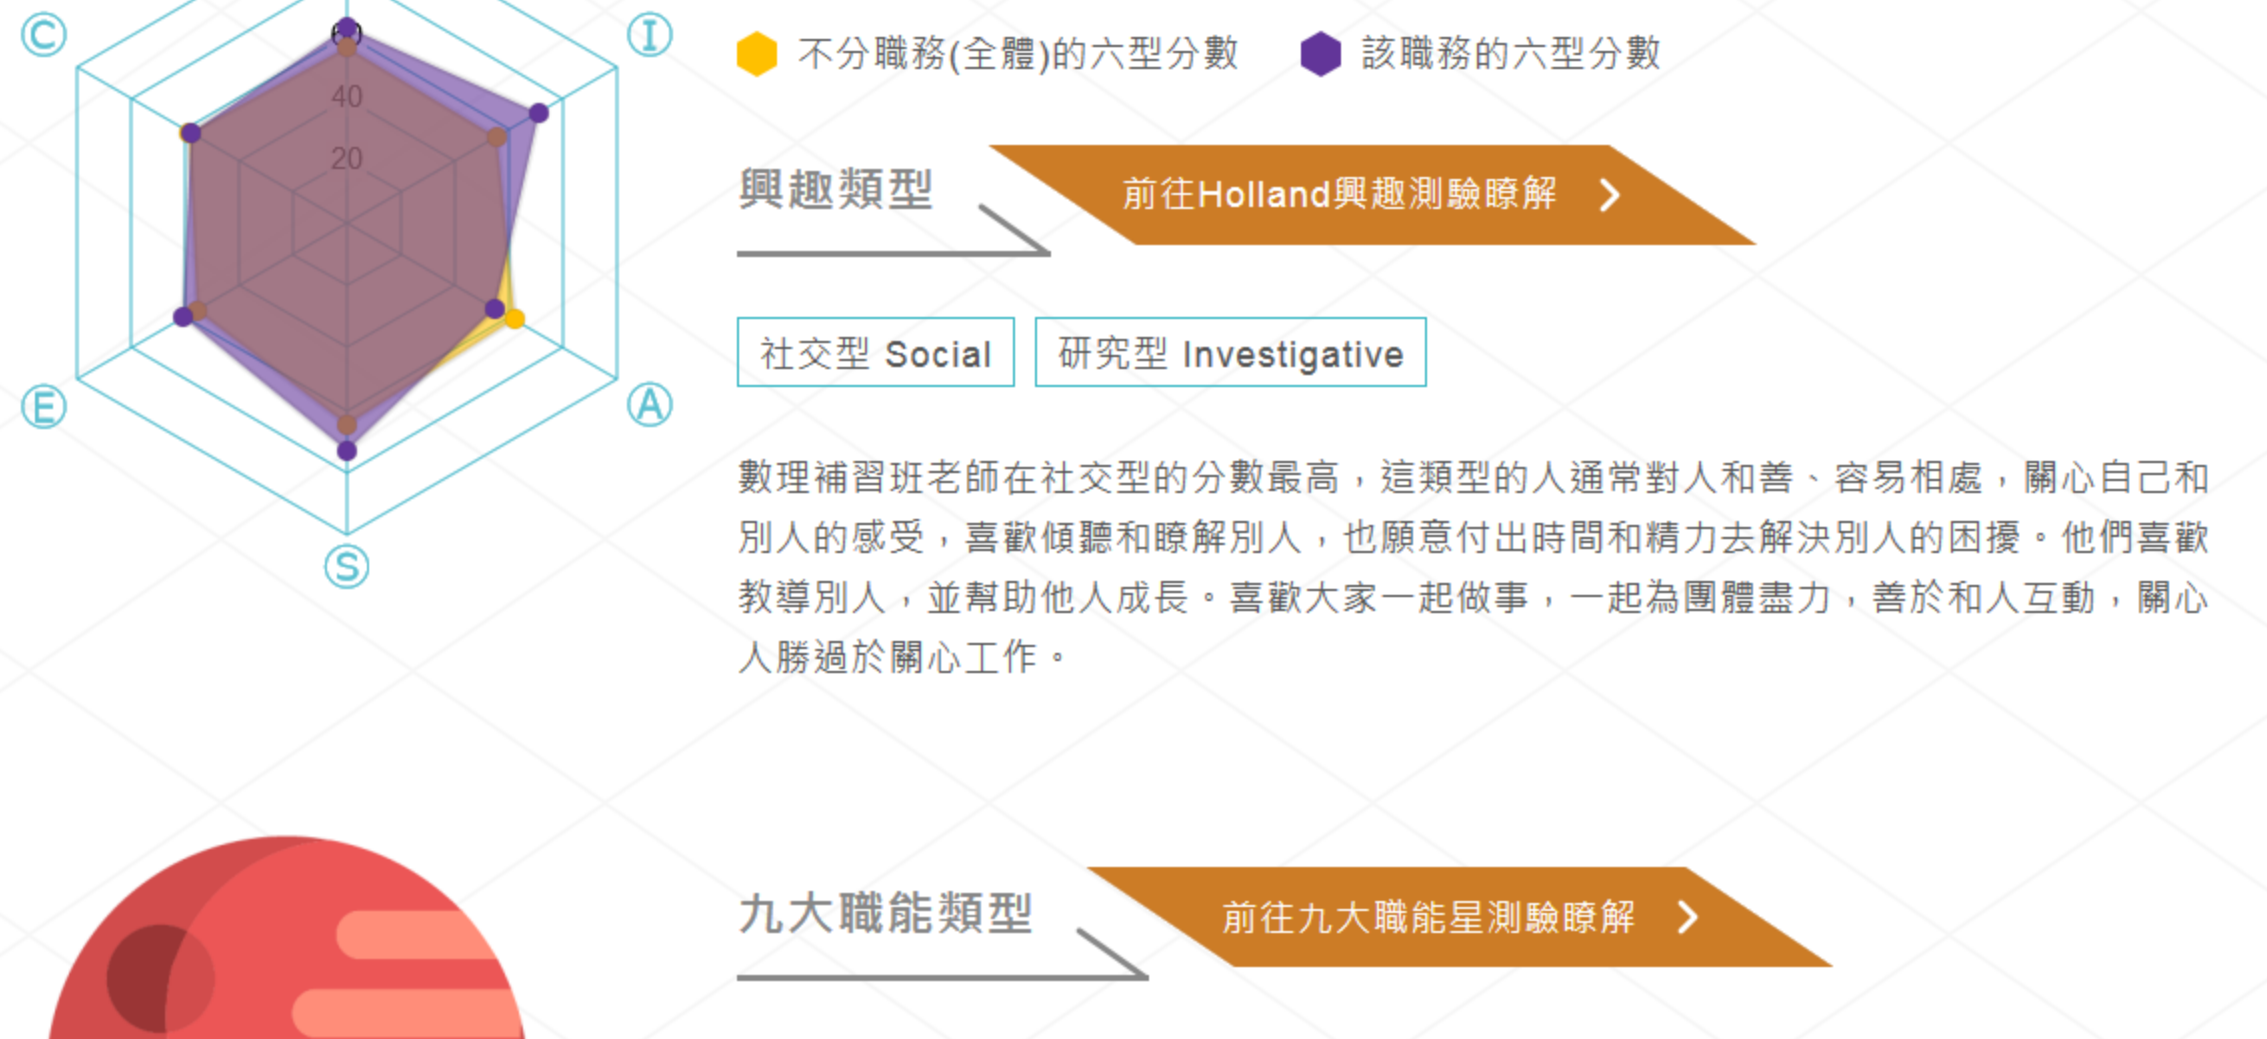 C
I
60
40
20
E
A
S
不分職務(全體)的六型分數
該職務的六型分數
興趣類型
前往Holland興趣測驗瞭解
社交型 Social
研究型 Investigative
數理補習班老師在社交型的分數最高，這類型的人通常對人和善、容易相處，關心自己和
別人的感受，喜歡傾聽和瞭解別人，也願意付出時間和精力去解決別人的困擾。他們喜歡
教導別人，並幫助他人成長。喜歡大家一起做事，一起為團體盡力，善於和人互動，關心
人勝過於關心工作。
九大職能類型
前往九大職能星測驗瞭解